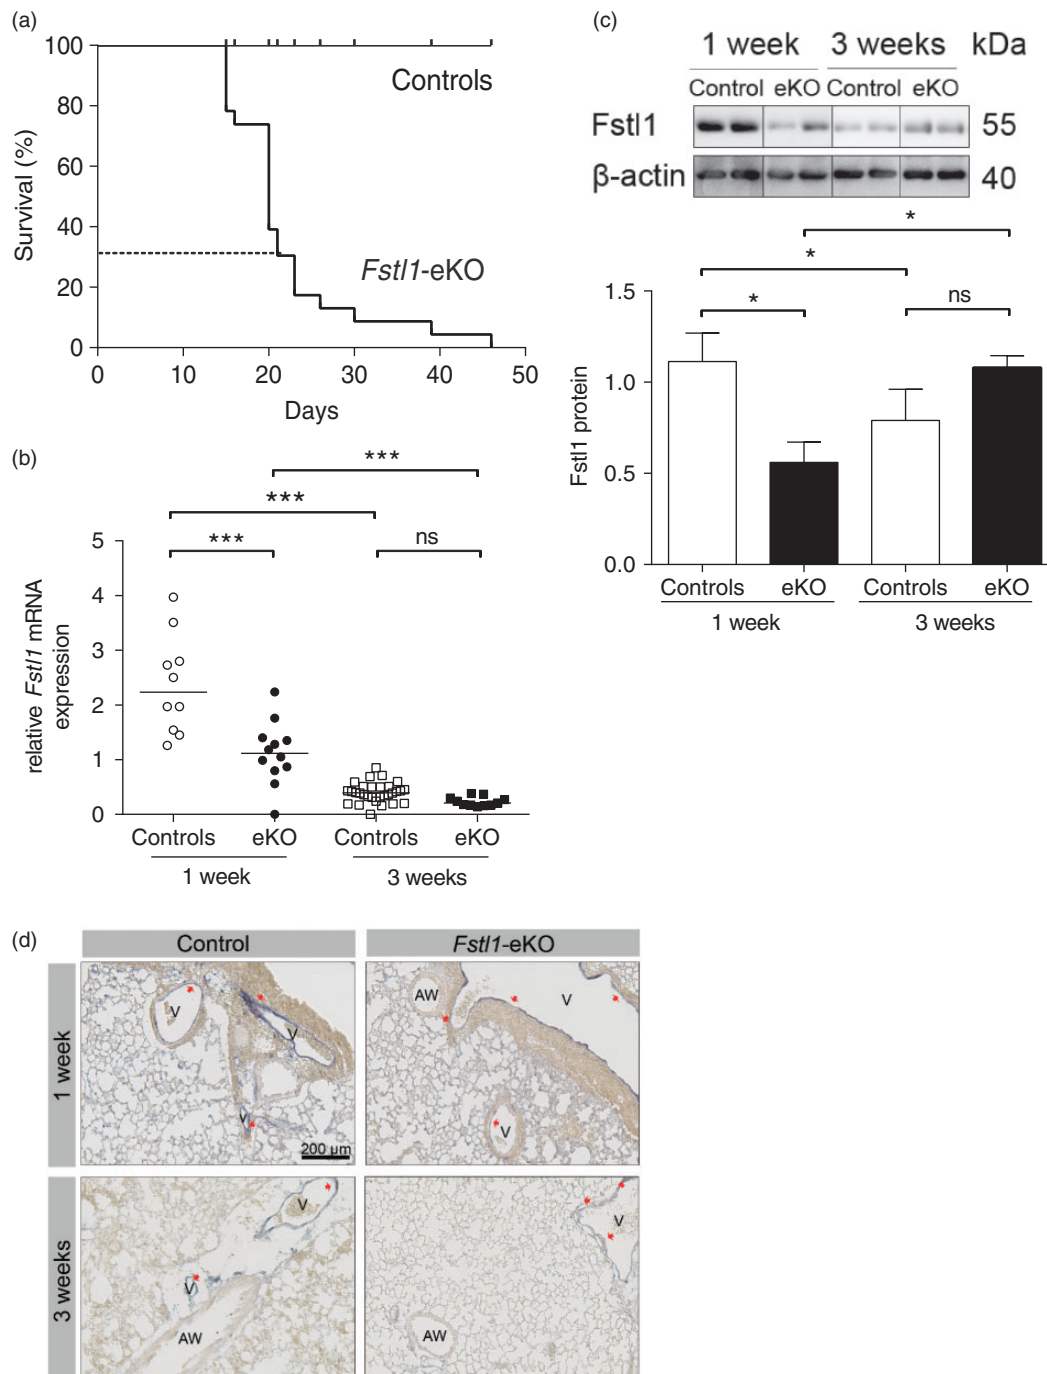 (a)
100
80
60
40
20
0
Survival (%)
Controls
Fstl1-eKO
0 10 20 30 40 50
Days
(b)
***
***
*** ns
5
4
3
2
1
0
relative Fstl1 mRNA
expression
Controls eKO Controls eKO
1 week 3 weeks
(c)
1 week 3 weeks kDa
Control eKO Control eKO
Fstl1 55
β-actin 40
*
*
* ns
1.5
1.0
0.5
0.0
Fstl1 protein
Controls eKO Controls eKO
1 week 3 weeks
(d)
Control Fstl1-eKO
1 week
V V V
200 µm
AW V V
3 weeks
V V AW
V AW